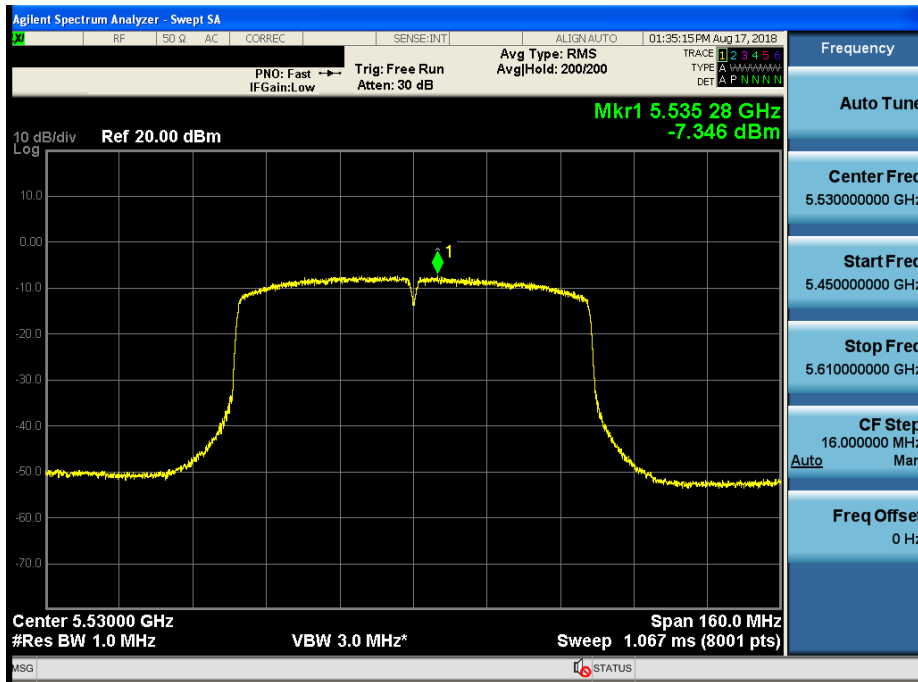 Agilent Spectrum Analyzer - Swept SA
XI RF 50 Ω AC CORREC SENSE:INT ALIGN AUTO 01:35:15 PM Aug 17, 2018
PNO: Fast Trig: Free Run Avg Type: RMS TRACE 1 2 3 4 5 6
IFGain:Low Atten: 30 dB Avg|Hold: 200/200 TYPE A WWWWW
DET A P N N N N
Mkr1 5.535 28 GHz
-7.346 dBm
10 dB/div Ref 20.00 dBm
Log
10.0
0.00
-10.0
-20.0
-30.0
-40.0
-50.0
-60.0
-70.0
1
Center 5.53000 GHz Span 160.0 MHz
#Res BW 1.0 MHz VBW 3.0 MHz* Sweep 1.067 ms (8001 pts)
MSG STATUS
Frequency
Auto Tune
Center Freq
5.530000000 GHz
Start Freq
5.450000000 GHz
Stop Freq
5.610000000 GHz
CF Step
16.000000 MHz
Auto Man
Freq Offset
0 Hz